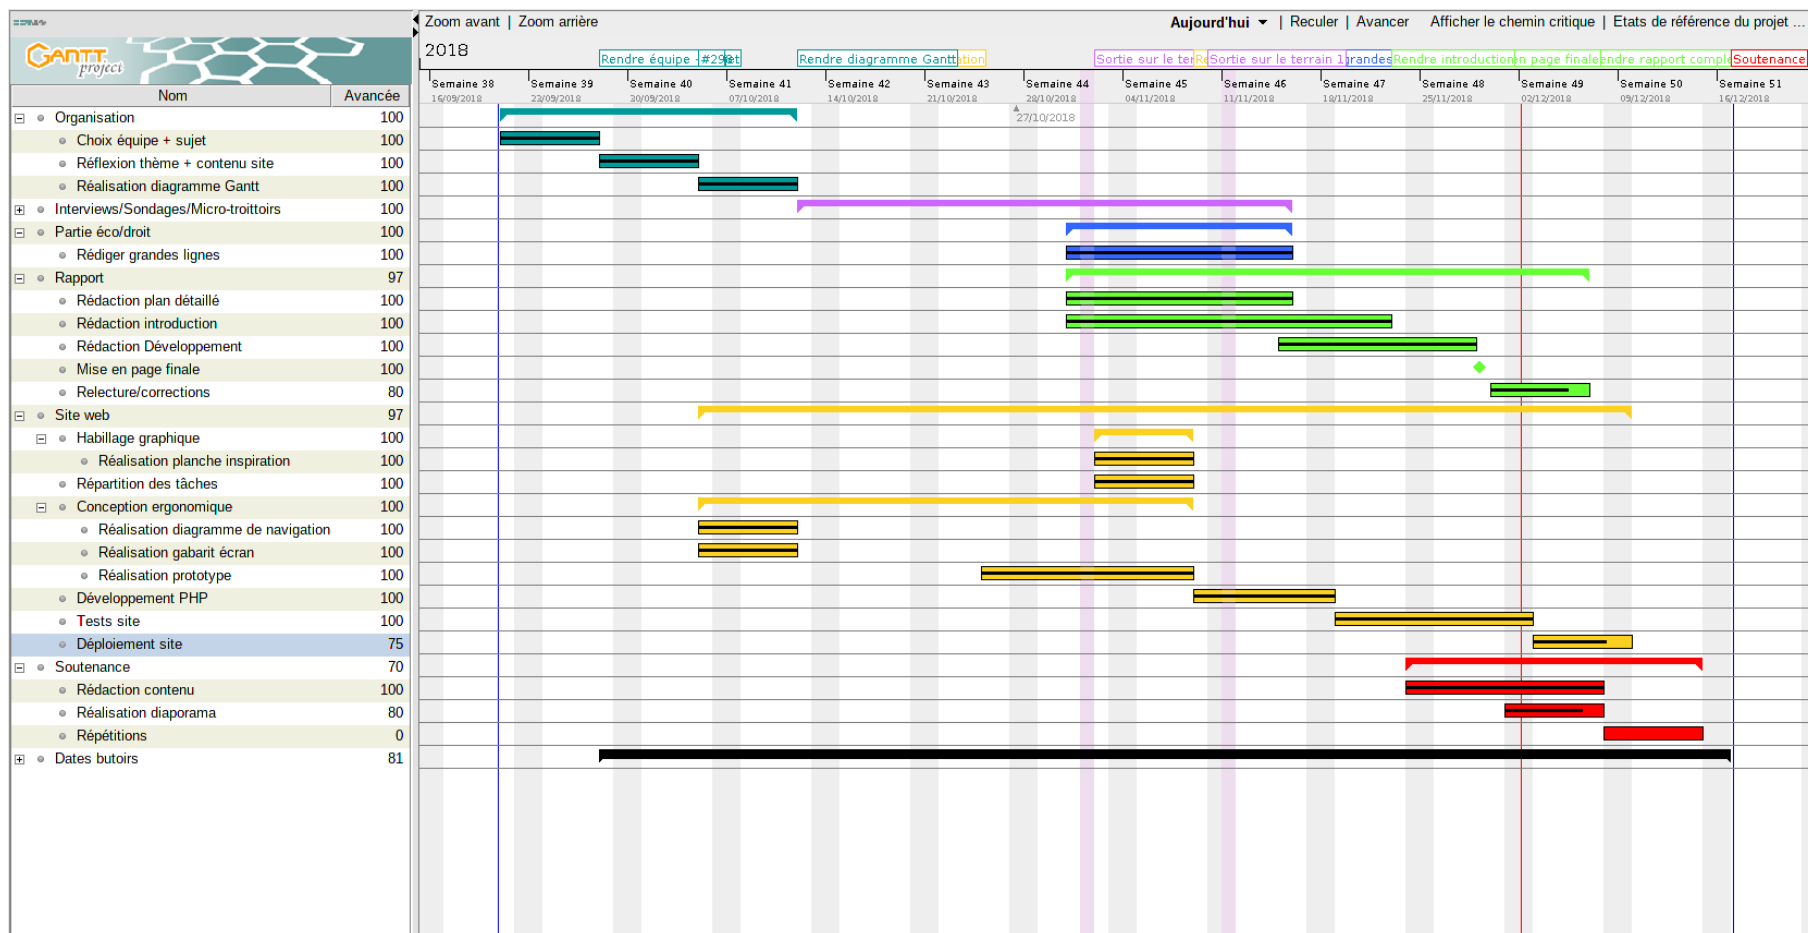 Zoom avant | Zoom arrière
Aujourd'hui | Reculer | Avancer Afficher le chemin critique | Etats de référence du projet ...
GANTT project
2018
Rendre équipe - #29 et Rendre diagramme Gantt ation Sortie sur le ter Re Sortie sur le terrain 1 grandes Rendre introduction en page finale endre rapport comple Soutenance
Nom Avancée
Semaine 38 Semaine 39 Semaine 40 Semaine 41 Semaine 42 Semaine 43 Semaine 44 Semaine 45 Semaine 46 Semaine 47 Semaine 48 Semaine 49 Semaine 50 Semaine 51
16/09/2018 23/09/2018 30/09/2018 07/10/2018 14/10/2018 21/10/2018 28/10/2018 04/11/2018 11/11/2018 18/11/2018 25/11/2018 02/12/2018 09/12/2018 16/12/2018
27/10/2018
Organisation 100
Choix équipe + sujet 100
Réflexion thème + contenu site 100
Réalisation diagramme Gantt 100
Interviews/Sondages/Micro-troittoirs 100
Partie éco/droit 100
Rédiger grandes lignes 100
Rapport 97
Rédaction plan détaillé 100
Rédaction introduction 100
Rédaction Développement 100
Mise en page finale 100
Relecture/corrections 80
Site web 97
Habillage graphique 100
Réalisation planche inspiration 100
Répartition des tâches 100
Conception ergonomique 100
Réalisation diagramme de navigation 100
Réalisation gabarit écran 100
Réalisation prototype 100
Développement PHP 100
Tests site 100
Déploiement site 75
Soutenance 70
Rédaction contenu 100
Réalisation diaporama 80
Répétitions 0
Dates butoirs 81